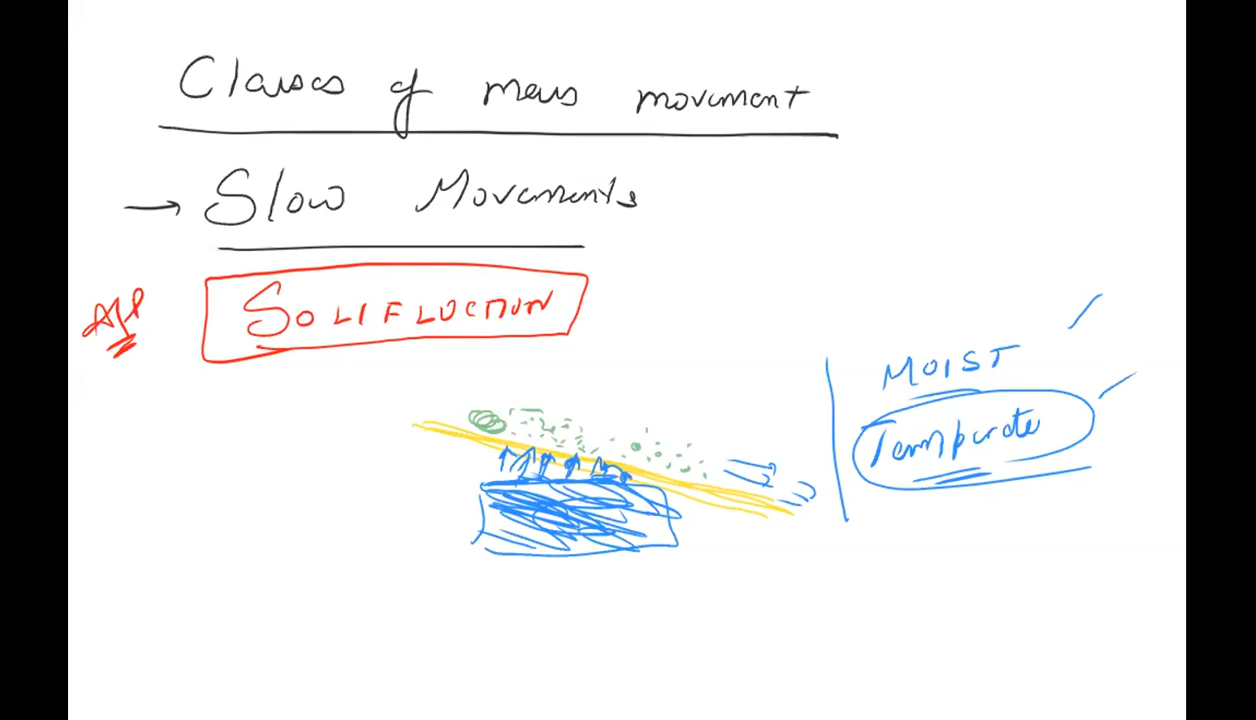 Classes of mass movement
→ Slow Movements
SOLIFLUCTION
MOIST
Temperate